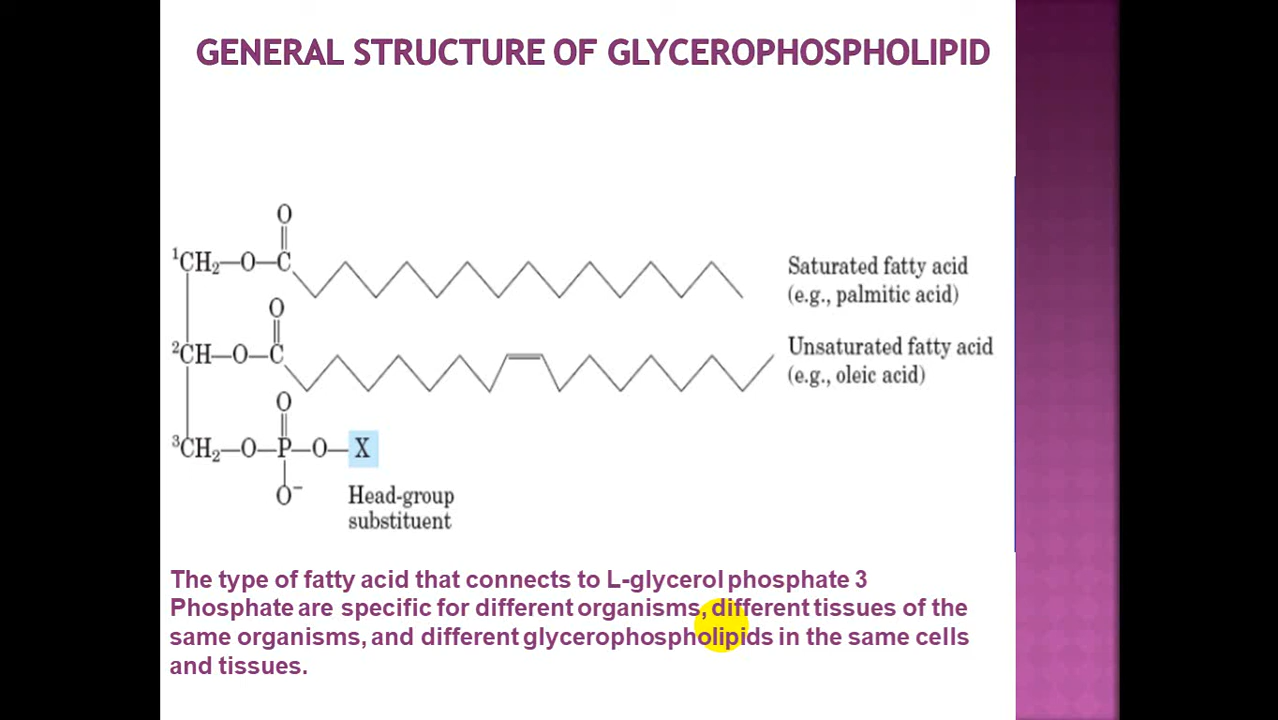 GENERAL STRUCTURE OF GLYCEROPHOSPHOLIPID
O
¹CH₂—O—C
Saturated fatty acid
(e.g., palmitic acid)
O
²CH—O—C
Unsaturated fatty acid
(e.g., oleic acid)
O
³CH₂—O—P—O—X
O⁻
Head-group
substituent
The type of fatty acid that connects to L-glycerol phosphate 3
Phosphate are specific for different organisms, different tissues of the
same organisms, and different glycerophospholipids in the same cells
and tissues.